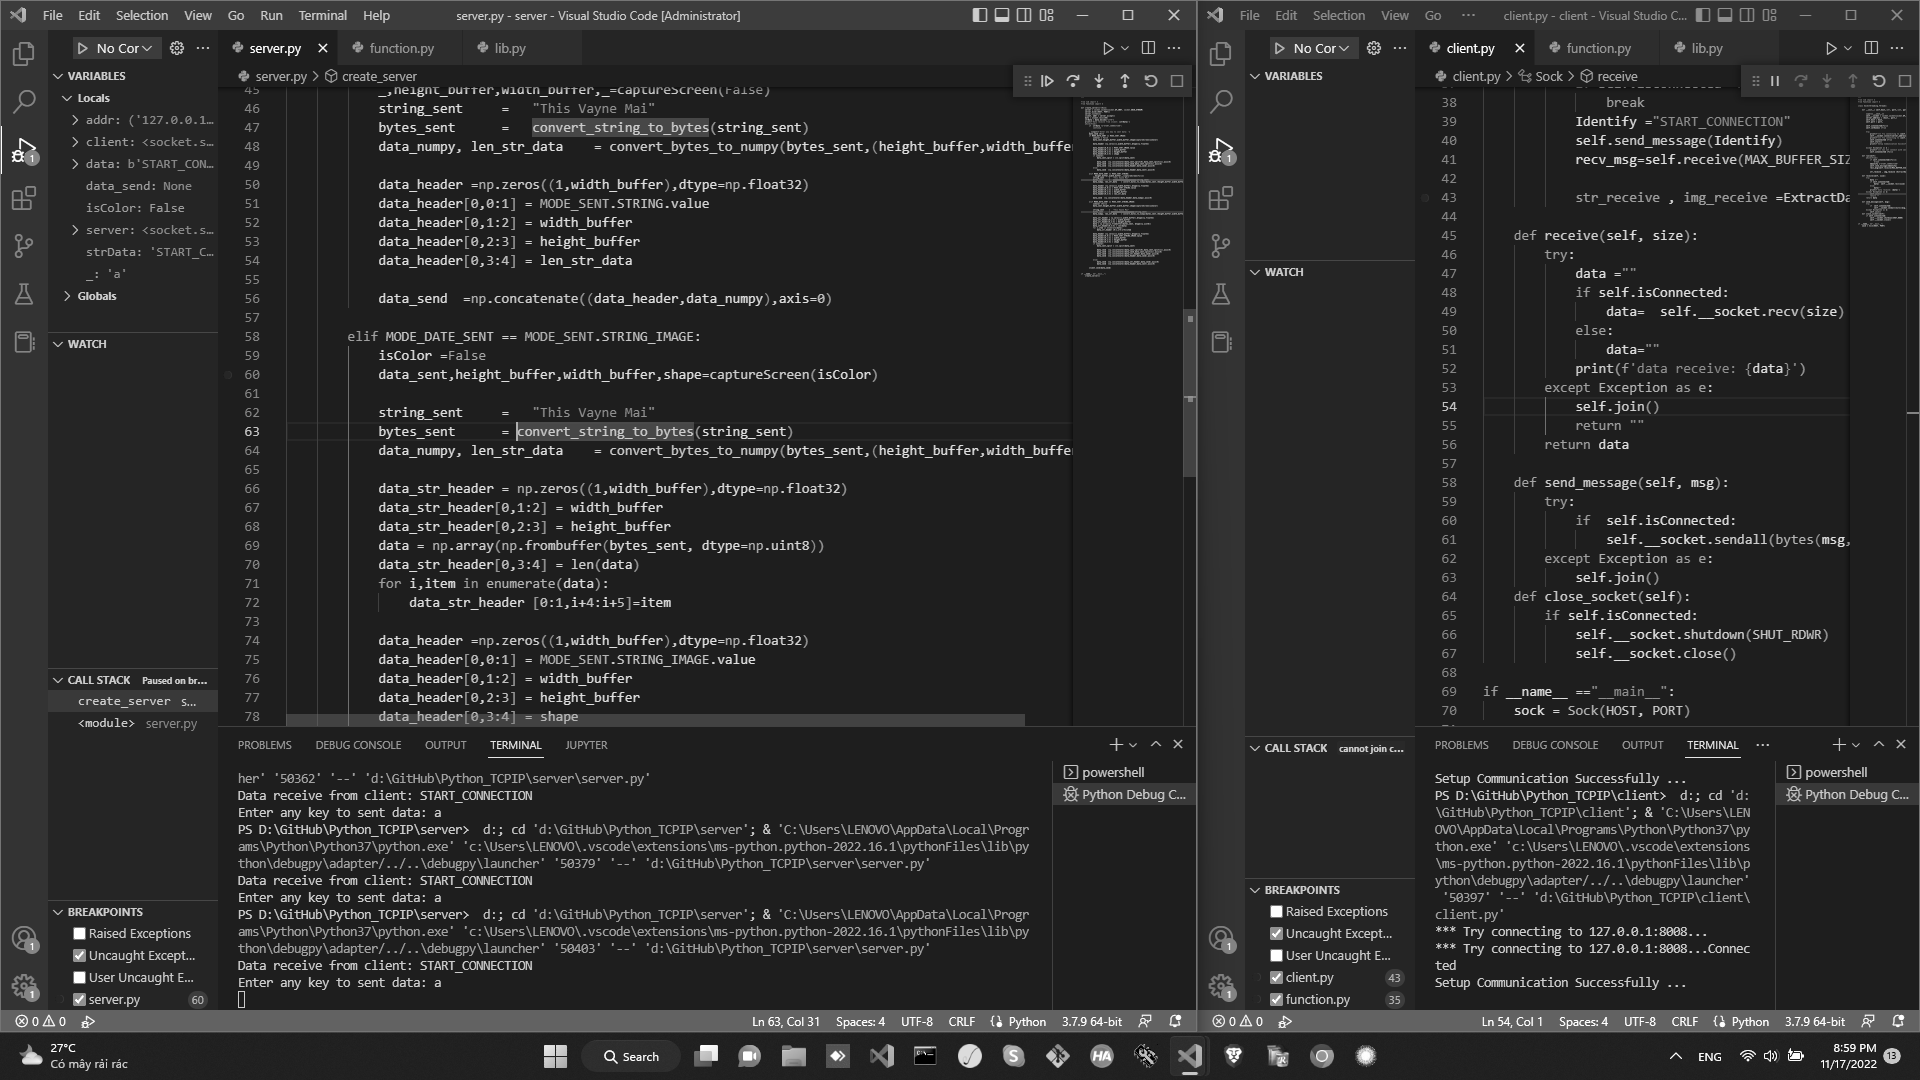 File Edit Selection View Go Run Terminal Help
server.py - server - Visual Studio Code [Administrator]
No Cor
server.py
function.py
lib.py
server.py > create_server
VARIABLES
Locals
addr: ('127.0.0.1...
client: <socket.s...
data: b'START_CON...
data_send: None
isColor: False
server: <socket.s...
strData: 'START_C...
_: 'a'
Globals
WATCH
CALL STACK Paused on br...
create_server s...
<module> server.py
BREAKPOINTS
Raised Exceptions
Uncaught Except...
User Uncaught E...
server.py 60
45 _,height_buffer,width_buffer,_=captureScreen(False)
46 string_sent = "This Vayne Mai"
47 bytes_sent = convert_string_to_bytes(string_sent)
48 data_numpy, len_str_data = convert_bytes_to_numpy(bytes_sent,(height_buffer,width_buffe
49
50 data_header =np.zeros((1,width_buffer),dtype=np.float32)
51 data_header[0,0:1] = MODE_SENT.STRING.value
52 data_header[0,1:2] = width_buffer
53 data_header[0,2:3] = height_buffer
54 data_header[0,3:4] = len_str_data
55
56 data_send =np.concatenate((data_header,data_numpy),axis=0)
57
58 elif MODE_DATE_SENT == MODE_SENT.STRING_IMAGE:
59 isColor =False
60 data_sent,height_buffer,width_buffer,shape=captureScreen(isColor)
61
62 string_sent = "This Vayne Mai"
63 bytes_sent = convert_string_to_bytes(string_sent)
64 data_numpy, len_str_data = convert_bytes_to_numpy(bytes_sent,(height_buffer,width_buffe
65
66 data_str_header = np.zeros((1,width_buffer),dtype=np.float32)
67 data_str_header[0,1:2] = width_buffer
68 data_str_header[0,2:3] = height_buffer
69 data = np.array(np.frombuffer(bytes_sent, dtype=np.uint8))
70 data_str_header[0,3:4] = len(data)
71 for i,item in enumerate(data):
72 data_str_header [0:1,i+4:i+5]=item
73
74 data_header =np.zeros((1,width_buffer),dtype=np.float32)
75 data_header[0,0:1] = MODE_SENT.STRING_IMAGE.value
76 data_header[0,1:2] = width_buffer
77 data_header[0,2:3] = height_buffer
78 data_header[0,3:4] = shape
PROBLEMS DEBUG CONSOLE OUTPUT TERMINAL JUPYTER
powershell
Python Debug C...
her' '50362' '--' 'd:\GitHub\Python_TCPIP\server\server.py'
Data receive from client: START_CONNECTION
Enter any key to sent data: a
PS D:\GitHub\Python_TCPIP\server> d:; cd 'd:\GitHub\Python_TCPIP\server'; & 'C:\Users\LENOVO\AppData\Local\Progr
ams\Python\Python37\python.exe' 'c:\Users\LENOVO\.vscode\extensions\ms-python.python-2022.16.1\pythonFiles\lib\py
thon\debugpy\adapter/../..\debugpy\launcher' '50379' '--' 'd:\GitHub\Python_TCPIP\server\server.py'
Data receive from client: START_CONNECTION
Enter any key to sent data: a
PS D:\GitHub\Python_TCPIP\server> d:; cd 'd:\GitHub\Python_TCPIP\server'; & 'C:\Users\LENOVO\AppData\Local\Progr
ams\Python\Python37\python.exe' 'c:\Users\LENOVO\.vscode\extensions\ms-python.python-2022.16.1\pythonFiles\lib\py
thon\debugpy\adapter/../..\debugpy\launcher' '50403' '--' 'd:\GitHub\Python_TCPIP\server\server.py'
Data receive from client: START_CONNECTION
Enter any key to sent data: a
0 0 Ln 63, Col 31 Spaces: 4 UTF-8 CRLF Python 3.7.9 64-bit
File Edit Selection View Go ···
client.py - client - Visual Studio C...
No Cor
client.py
function.py
lib.py
client.py > Sock > receive
VARIABLES
WATCH
CALL STACK cannot join c...
BREAKPOINTS
Raised Exceptions
Uncaught Except...
User Uncaught E...
client.py 43
function.py 35
38 break
39 Identify ="START_CONNECTION"
40 self.send_message(Identify)
41 recv_msg=self.receive(MAX_BUFFER_SIZ
42
43 str_receive , img_receive =ExtractDa
44
45 def receive(self, size):
46 try:
47 data =""
48 if self.isConnected:
49 data= self.__socket.recv(size)
50 else:
51 data=""
52 print(f'data receive: {data}')
53 except Exception as e:
54 self.join()
55 return ""
56 return data
57
58 def send_message(self, msg):
59 try:
60 if self.isConnected:
61 self.__socket.sendall(bytes(msg,
62 except Exception as e:
63 self.join()
64 def close_socket(self):
65 if self.isConnected:
66 self.__socket.shutdown(SHUT_RDWR)
67 self.__socket.close()
68
69 if __name__ =="__main__":
70 sock = Sock(HOST, PORT)
PROBLEMS DEBUG CONSOLE OUTPUT TERMINAL ···
powershell
Python Debug C...
Setup Communication Successfully ...
PS D:\GitHub\Python_TCPIP\client> d:; cd 'd:
\GitHub\Python_TCPIP\client'; & 'C:\Users\LEN
OVO\AppData\Local\Programs\Python\Python37\py
thon.exe' 'c:\Users\LENOVO\.vscode\extensions
\ms-python.python-2022.16.1\pythonFiles\lib\p
ython\debugpy\adapter/../..\debugpy\launcher'
'50397' '--' 'd:\GitHub\Python_TCPIP\client\
client.py'
*** Try connecting to 127.0.0.1:8008...
*** Try connecting to 127.0.0.1:8008...Connec
ted
Setup Communication Successfully ...
0 0 Ln 54, Col 1 Spaces: 4 UTF-8 CRLF Python 3.7.9 64-bit
27°C
Có mây rải rác
Search
HA
ENG
8:59 PM
11/17/2022
13